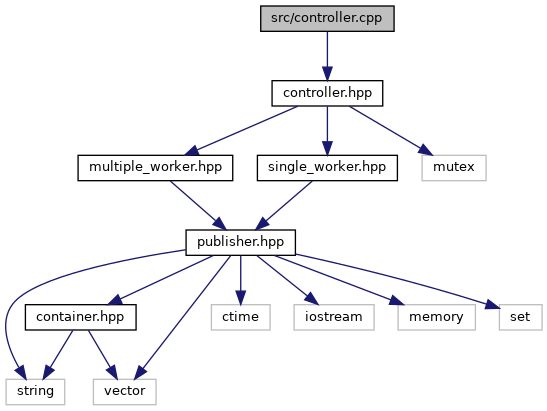 src/controller.cpp
controller.hpp
multiple_worker.hpp
single_worker.hpp
mutex
publisher.hpp
container.hpp
ctime
iostream
memory
set
string
vector